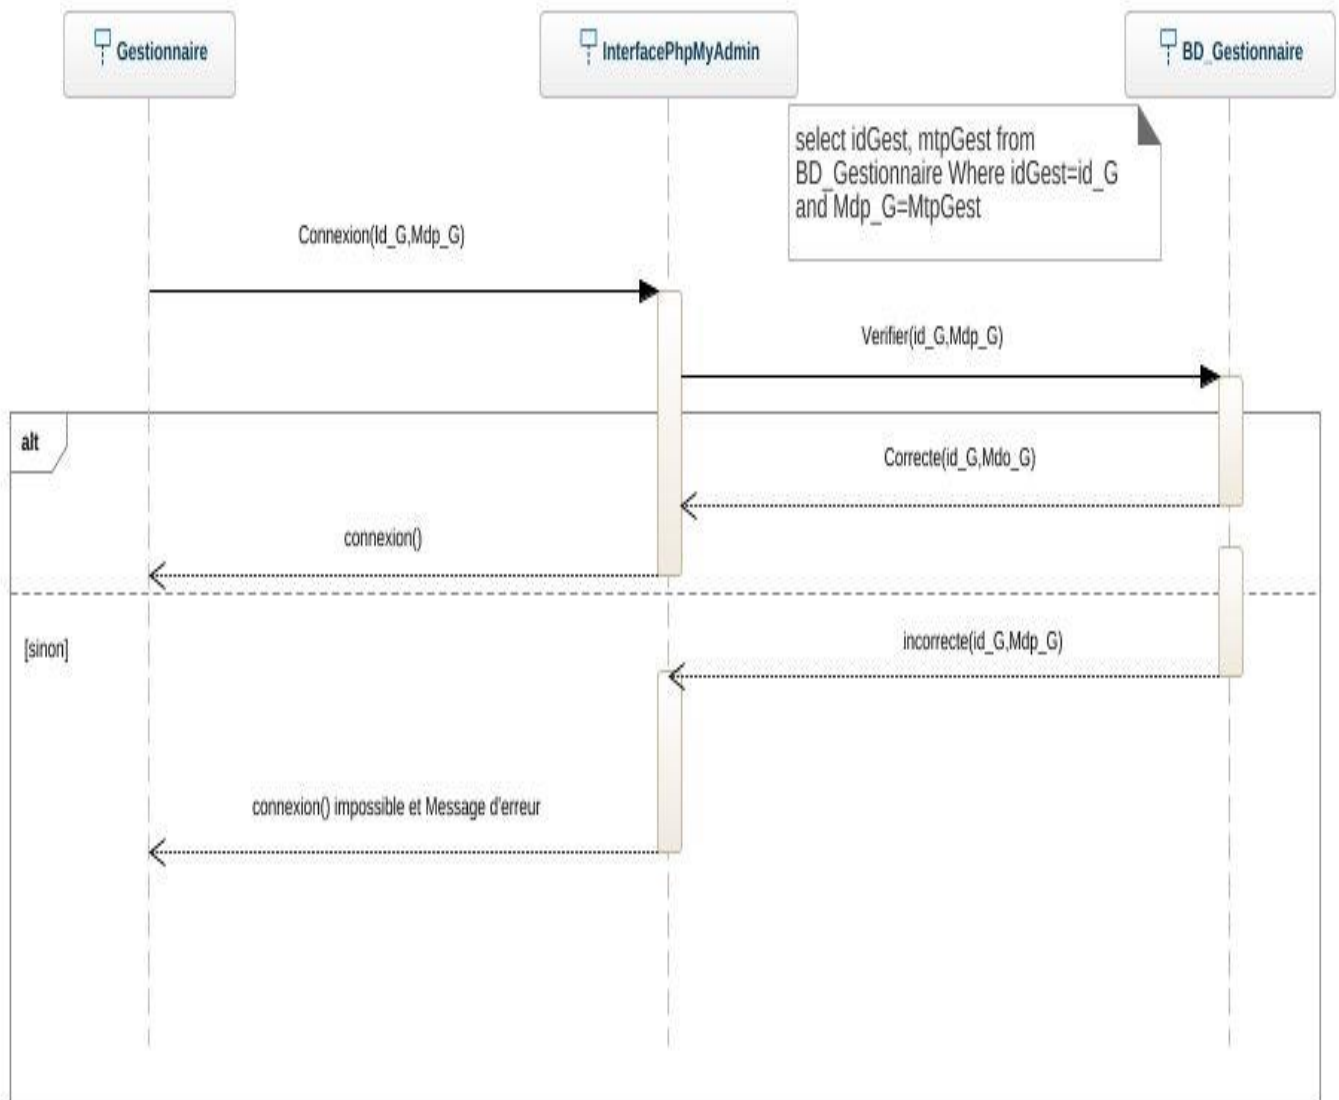 Gestionnaire
InterfacePhpMyAdmin
BD_Gestionnaire
select idGest, mtpGest from
BD_Gestionnaire Where idGest=id_G
and Mdp_G=MtpGest
Connexion(Id_G,Mdp_G)
Verifier(id_G,Mdp_G)
alt
Correcte(id_G,Mdo_G)
connexion()
[sinon]
incorrecte(id_G,Mdp_G)
connexion() impossible et Message d'erreur